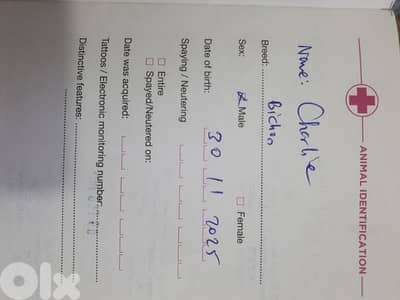 ANIMAL IDENTIFICATION
Name: Charlie
Breed: Bichon
Sex: Male Female
Date of birth: 30 11 2025
Spaying / Neutering
Entire
Spayed/Neutered on:
Date was acquired:
Tattoos / Electronic monitoring number:
Distinctive features:
olx